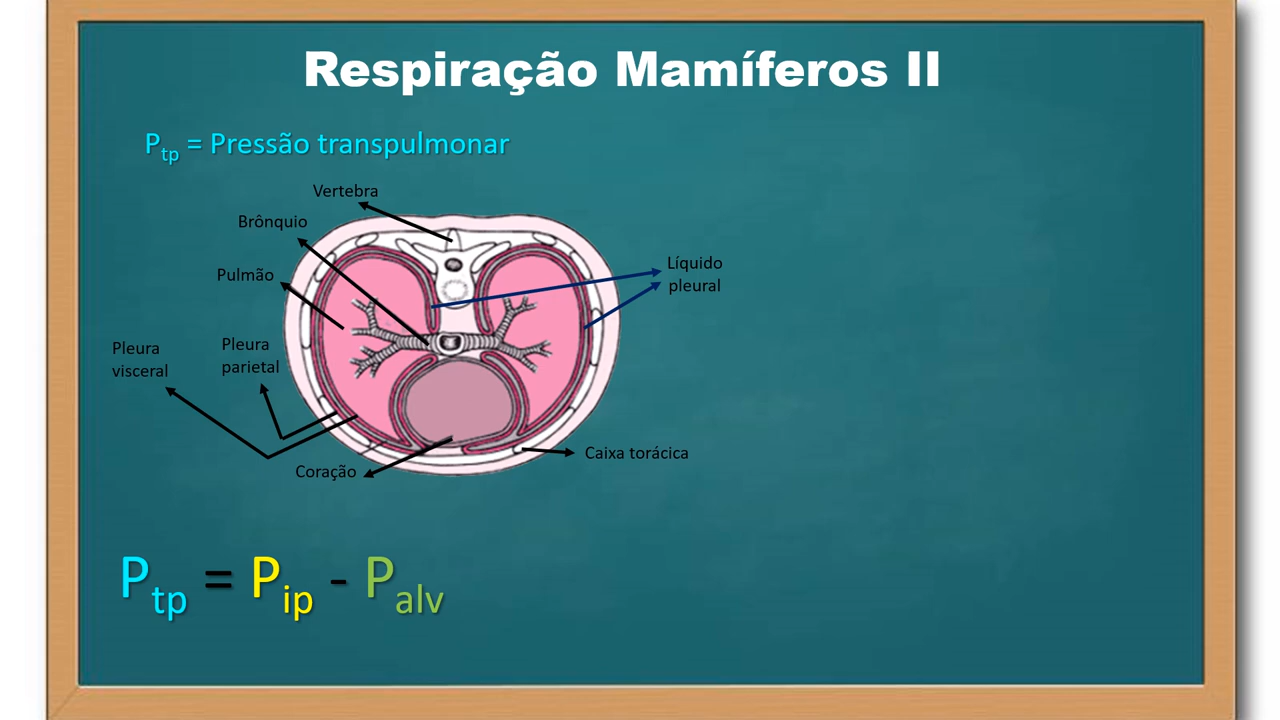 Respiração Mamíferos II
Ptp = Pressão transpulmonar
Vertebra
Brônquio
Pulmão
Líquido
pleural
Pleura
visceral
Pleura
parietal
Caixa torácica
Coração
Ptp = Pip - Palv